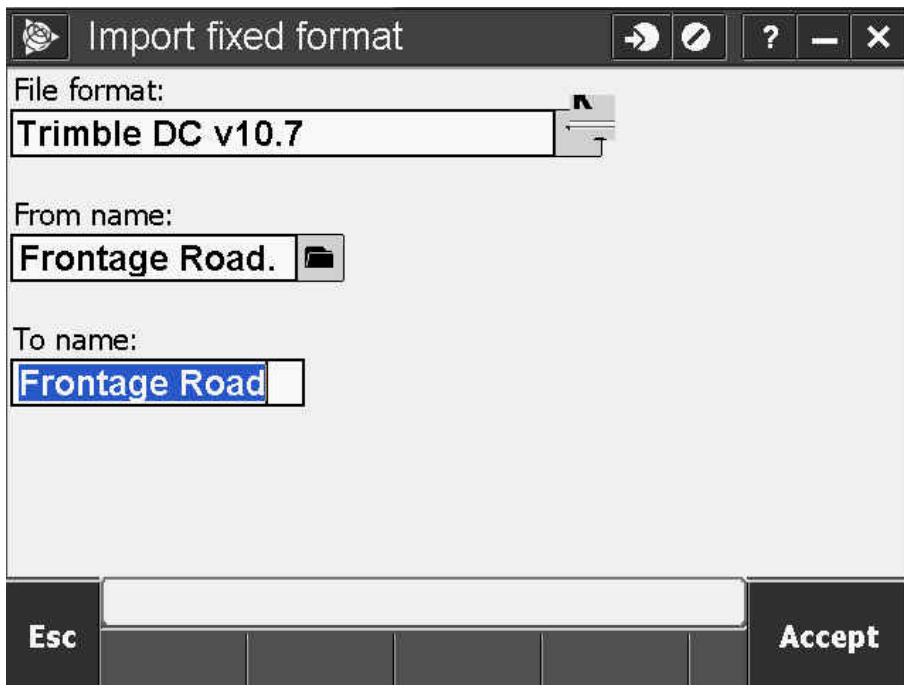 Import fixed format
?
File format:
Trimble DC v10.7
From name:
Frontage Road.
To name:
Frontage Road
Esc
Accept